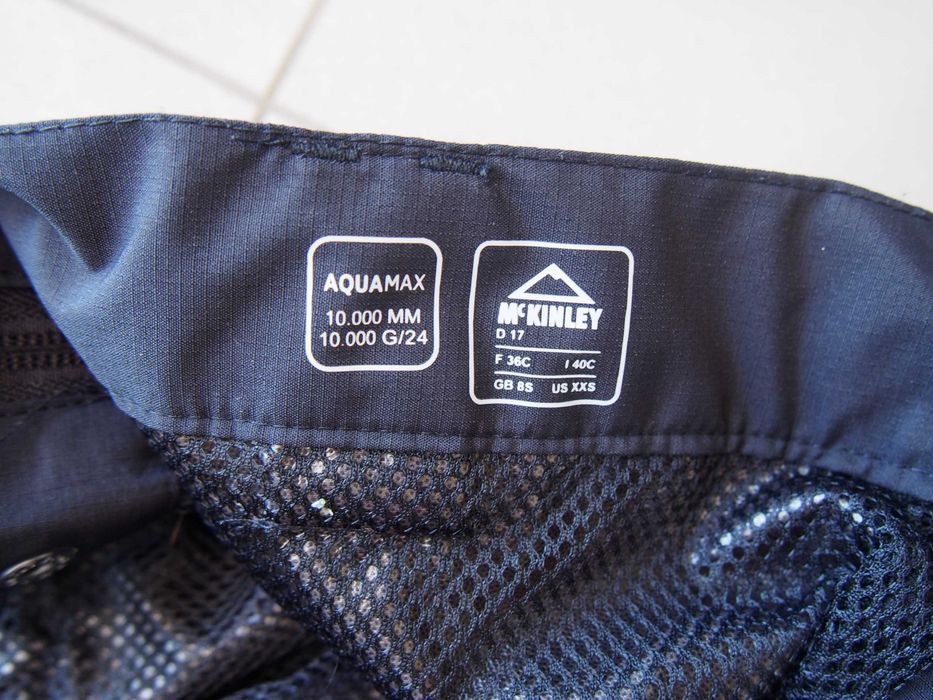 AQUAMAX
10.000 MM
10.000 G/24
McKINLEY
D 17
F 36C I 40C
GB 8S US XXS